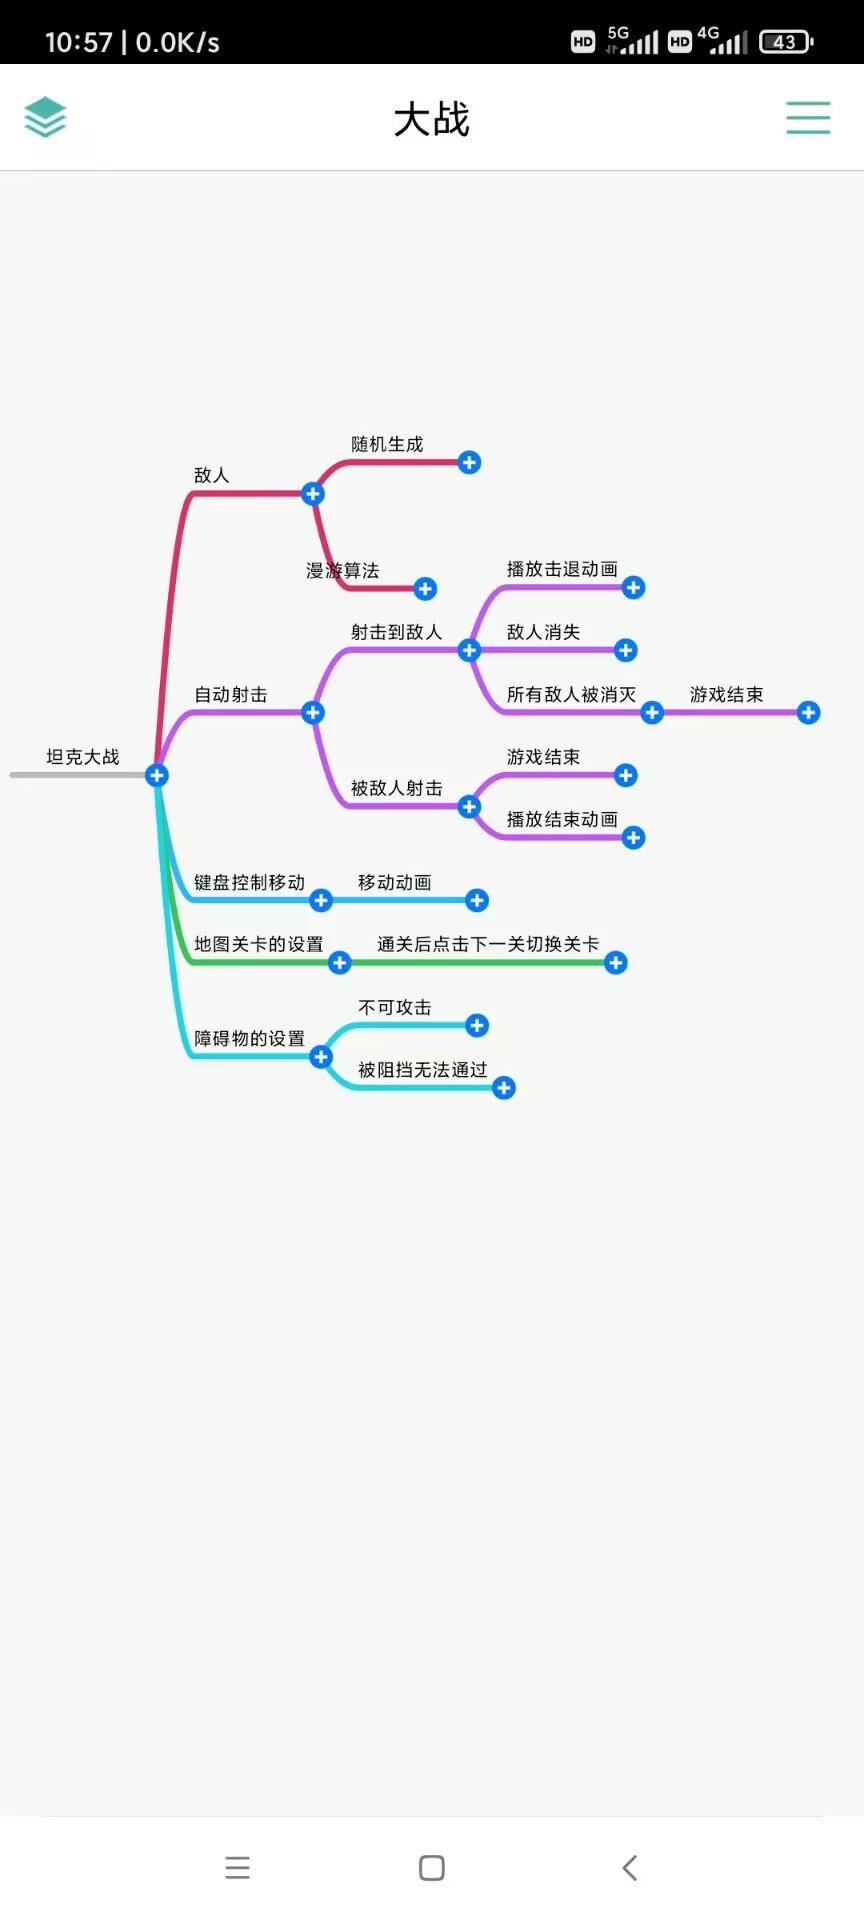 10:57 | 0.0K/s
HD 5G HD 4G 43
大战
随机生成
敌人
漫游算法
播放击退动画
射击到敌人
敌人消失
自动射击
所有敌人被消灭
游戏结束
坦克大战
游戏结束
被敌人射击
播放结束动画
键盘控制移动
移动动画
地图关卡的设置
通关后点击下一关切换关卡
不可攻击
障碍物的设置
被阻挡无法通过